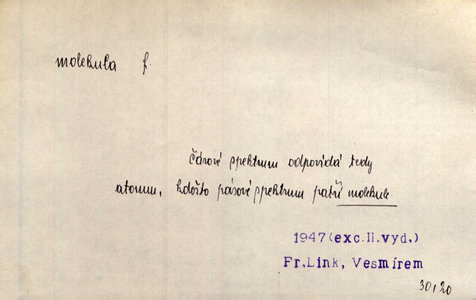 molekula f.
čárové spektrum odpovídá tedy
atomu, kdežto pásové spektrum patří molekule
1947(exc.II.vyd.)
Fr.Link, Vesmírem
30,20